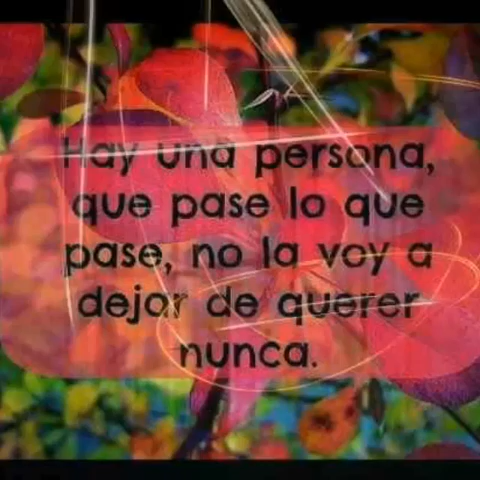 Hay una persona,
que pase lo que
pase, no la voy a
dejar de querer
nunca.